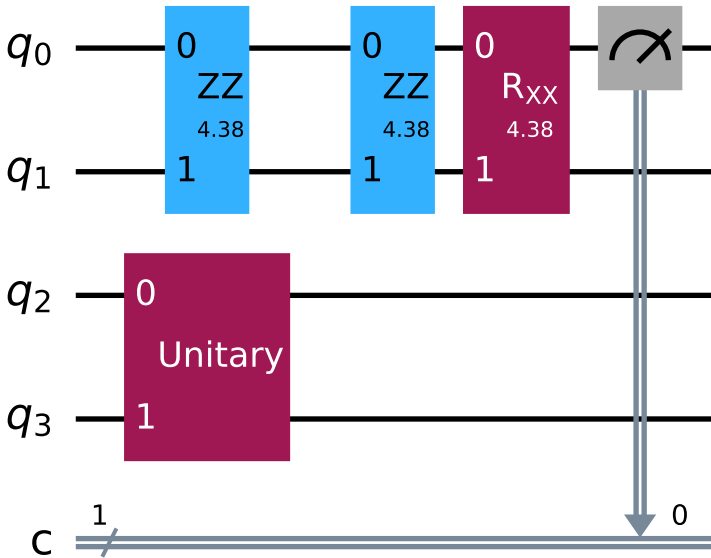 q0 0 0 0
ZZ ZZ RXX
4.38 4.38 4.38
q1 1 1 1
q2 0
Unitary
q3 1
1 0
c